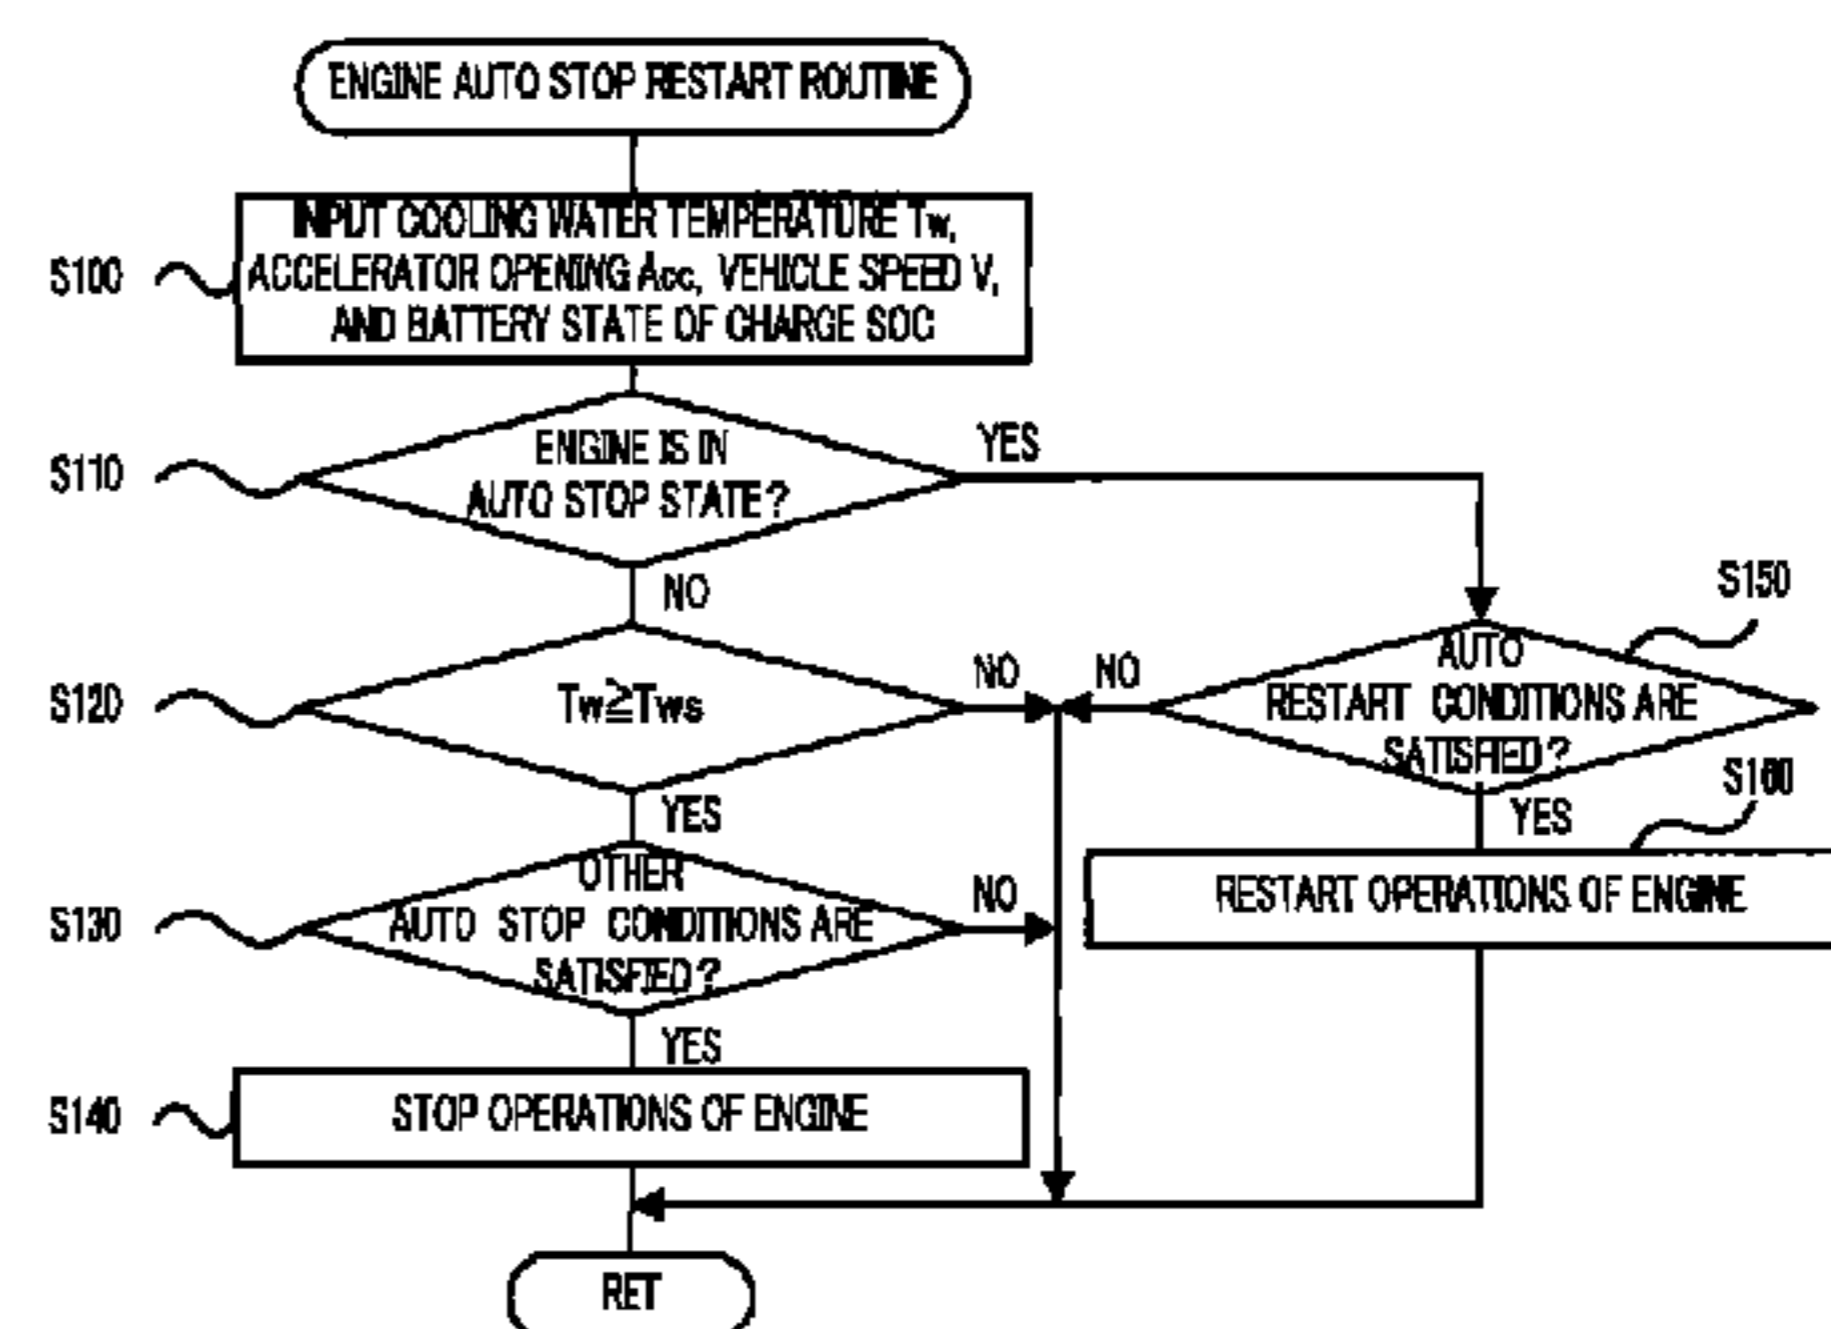 ENGINE AUTO STOP RESTART ROUTINE
INPUT COOLING WATER TEMPERATURE Tw,
S100
ACCELERATOR OPENING Acc, VEHICLE SPEED V,
AND BATTERY STATE OF CHARGE SOC
S110
ENGINE IS IN
AUTO STOP STATE?
YES
NO
S120
Tw≧Tws
NO
YES
S130
OTHER
AUTO STOP CONDITIONS ARE
SATISFIED?
NO
YES
S140
STOP OPERATIONS OF ENGINE
S150
AUTO
RESTART CONDITIONS ARE
SATISFIED?
NO
YES
S160
RESTART OPERATIONS OF ENGINE
RET